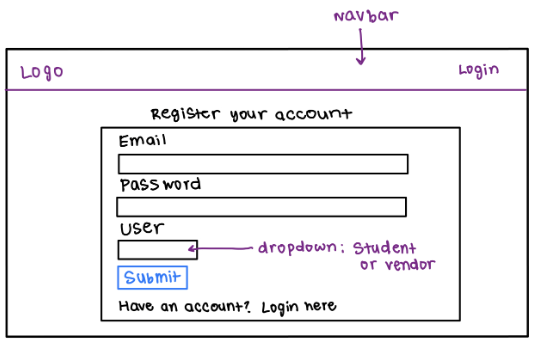 navbar
Logo
Login
Register your account
Email
Password
User
dropdown: Student
or vendor
Submit
Have an account? Login here